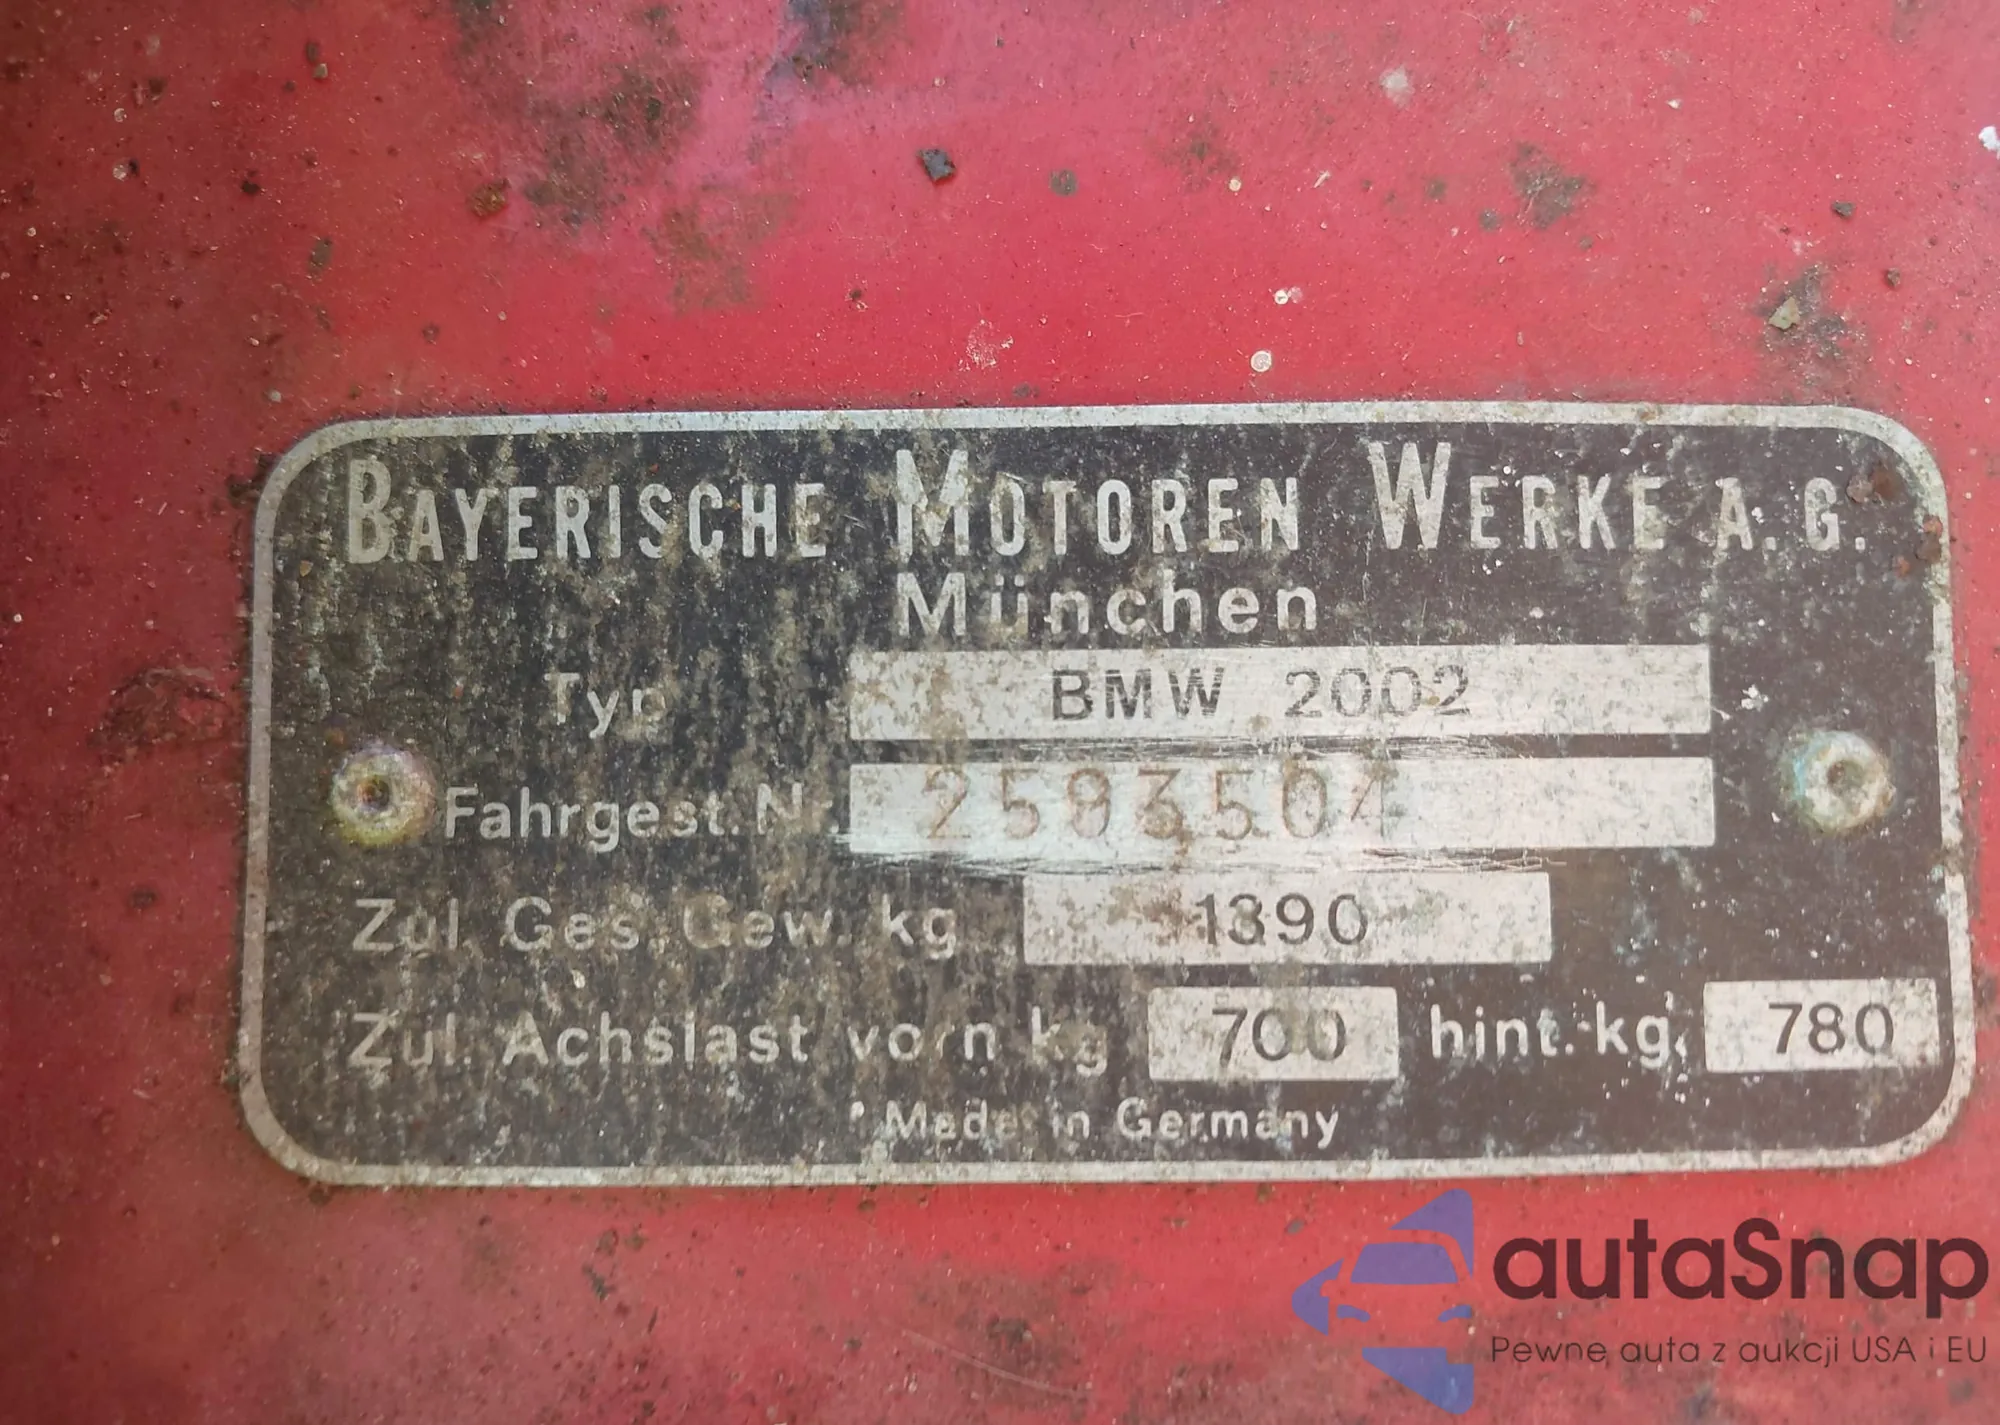 BAYERISCHE MOTOREN WERKE A. G.
München
Typ BMW 2002
Fahrgest. Nr. 2593504
Zul. Ges. Gew. kg 1390
Zul. Achslast vorn kg 700 hint. kg. 780
Made in Germany
autaSnap
Pewne auta z aukcji USA i EU